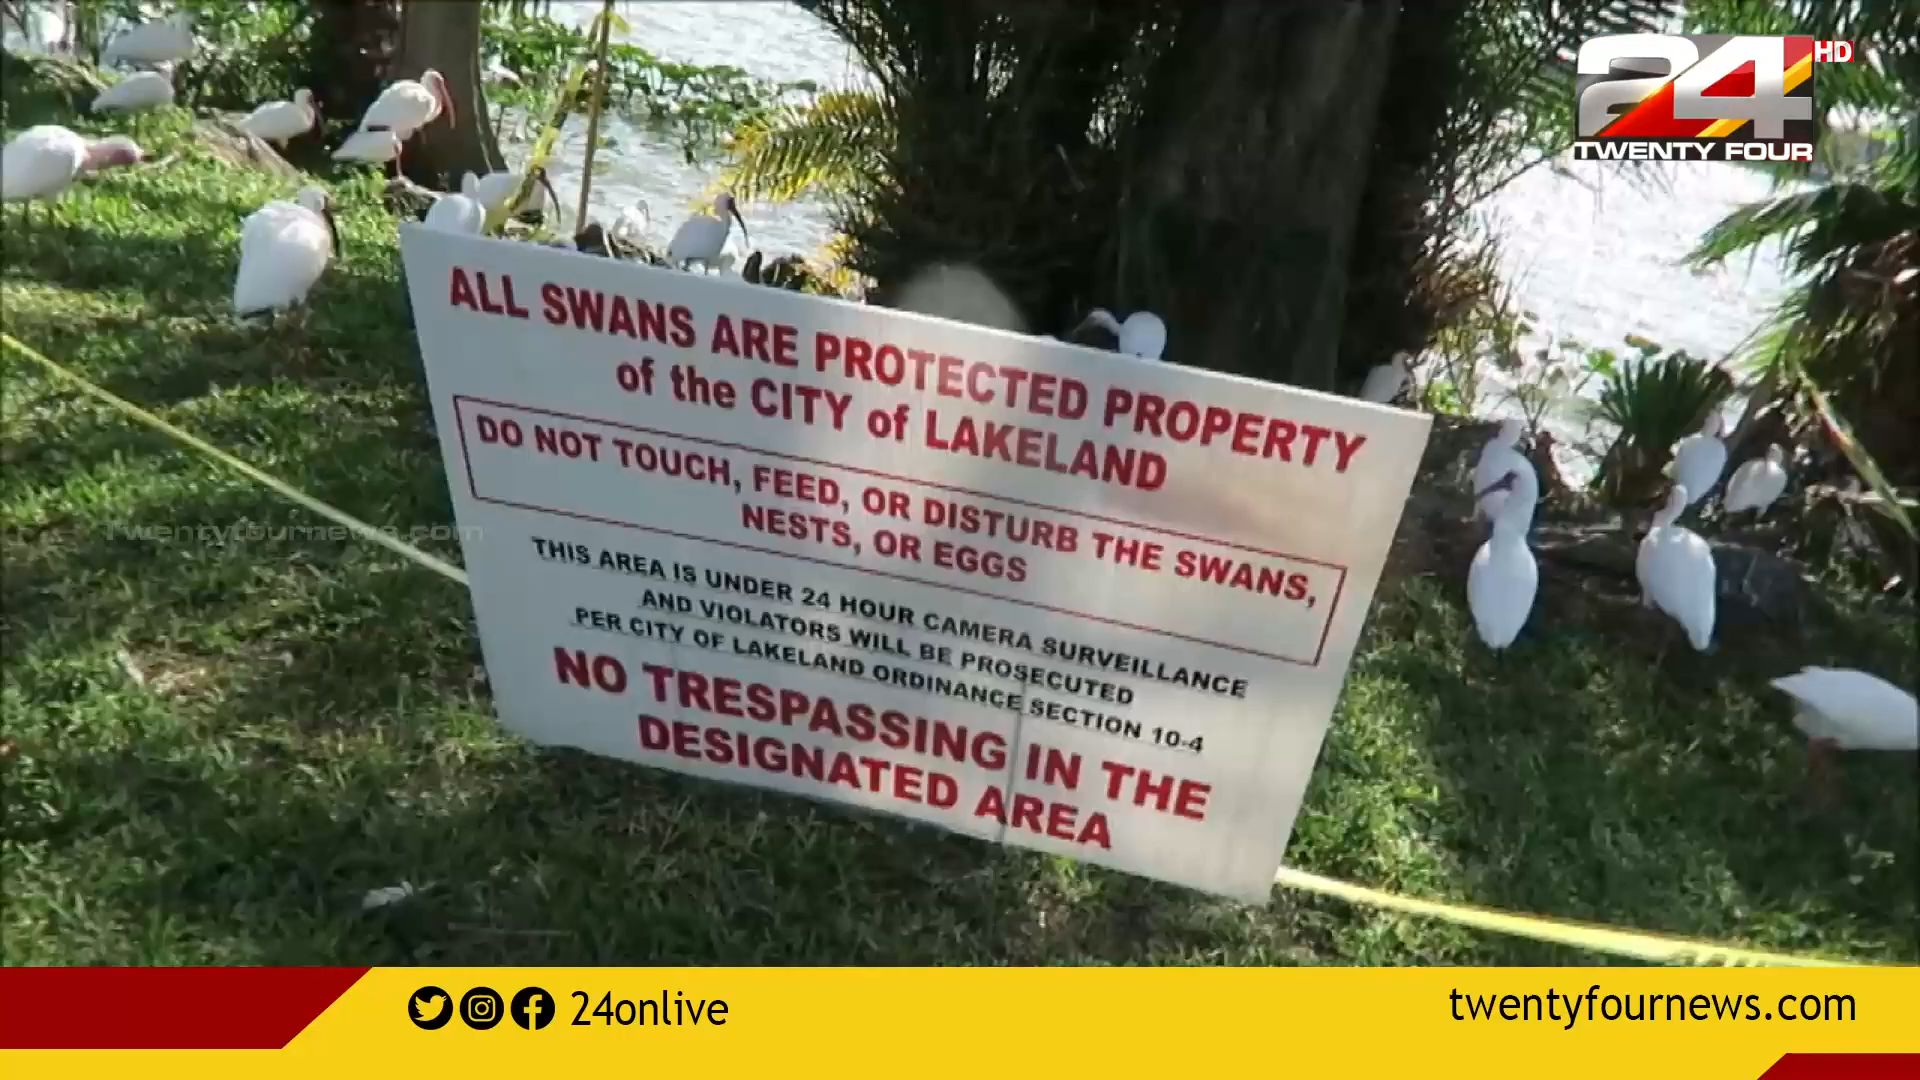 24 HD
TWENTY FOUR
ALL SWANS ARE PROTECTED PROPERTY
of the CITY of LAKELAND
DO NOT TOUCH, FEED, OR DISTURB THE SWANS,
NESTS, OR EGGS
THIS AREA IS UNDER 24 HOUR CAMERA SURVEILLANCE
AND VIOLATORS WILL BE PROSECUTED
PER CITY OF LAKELAND ORDINANCE SECTION 10-4
NO TRESPASSING IN THE
DESIGNATED AREA
Twentyfournews.com
24onlive
twentyfournews.com